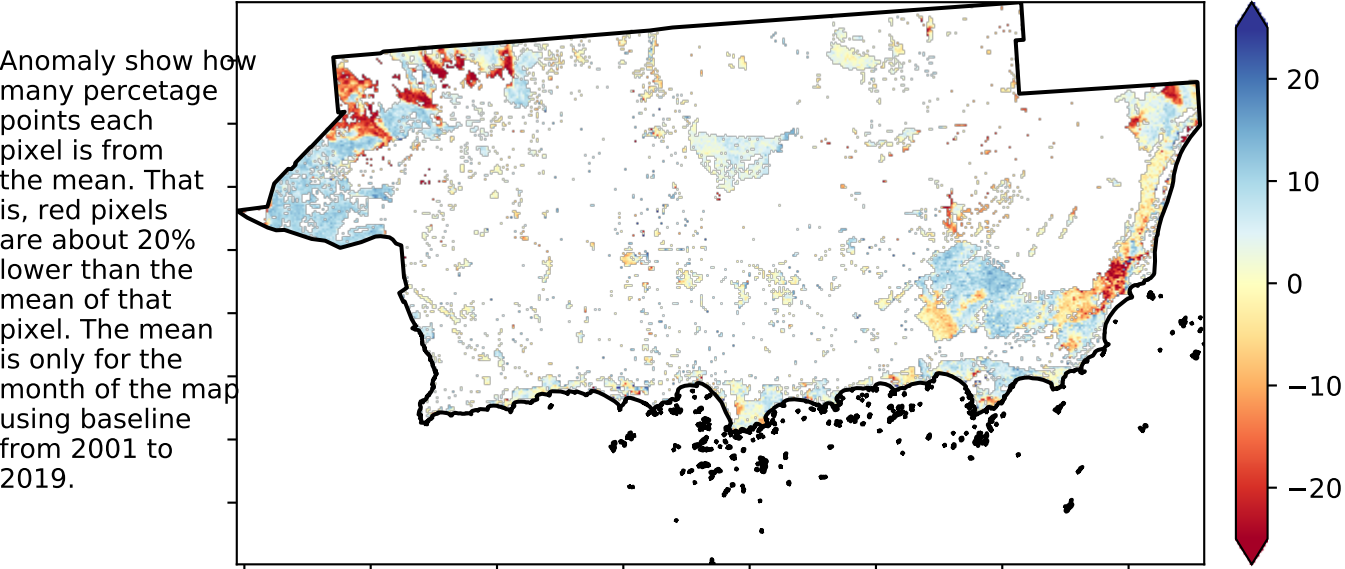 Anomaly show how
many percetage
points each
pixel is from
the mean. That
is, red pixels
are about 20%
lower than the
mean of that
pixel. The mean
is only for the
month of the map
using baseline
from 2001 to
2019.
20
10
0
−10
−20